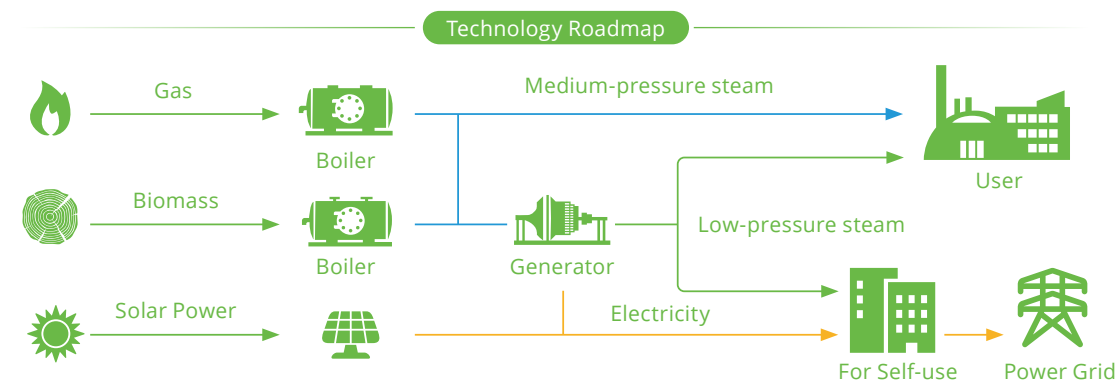 Technology Roadmap
Gas
Medium-pressure steam
Boiler
User
Biomass
Low-pressure steam
Boiler
Generator
Solar Power
Electricity
For Self-use
Power Grid